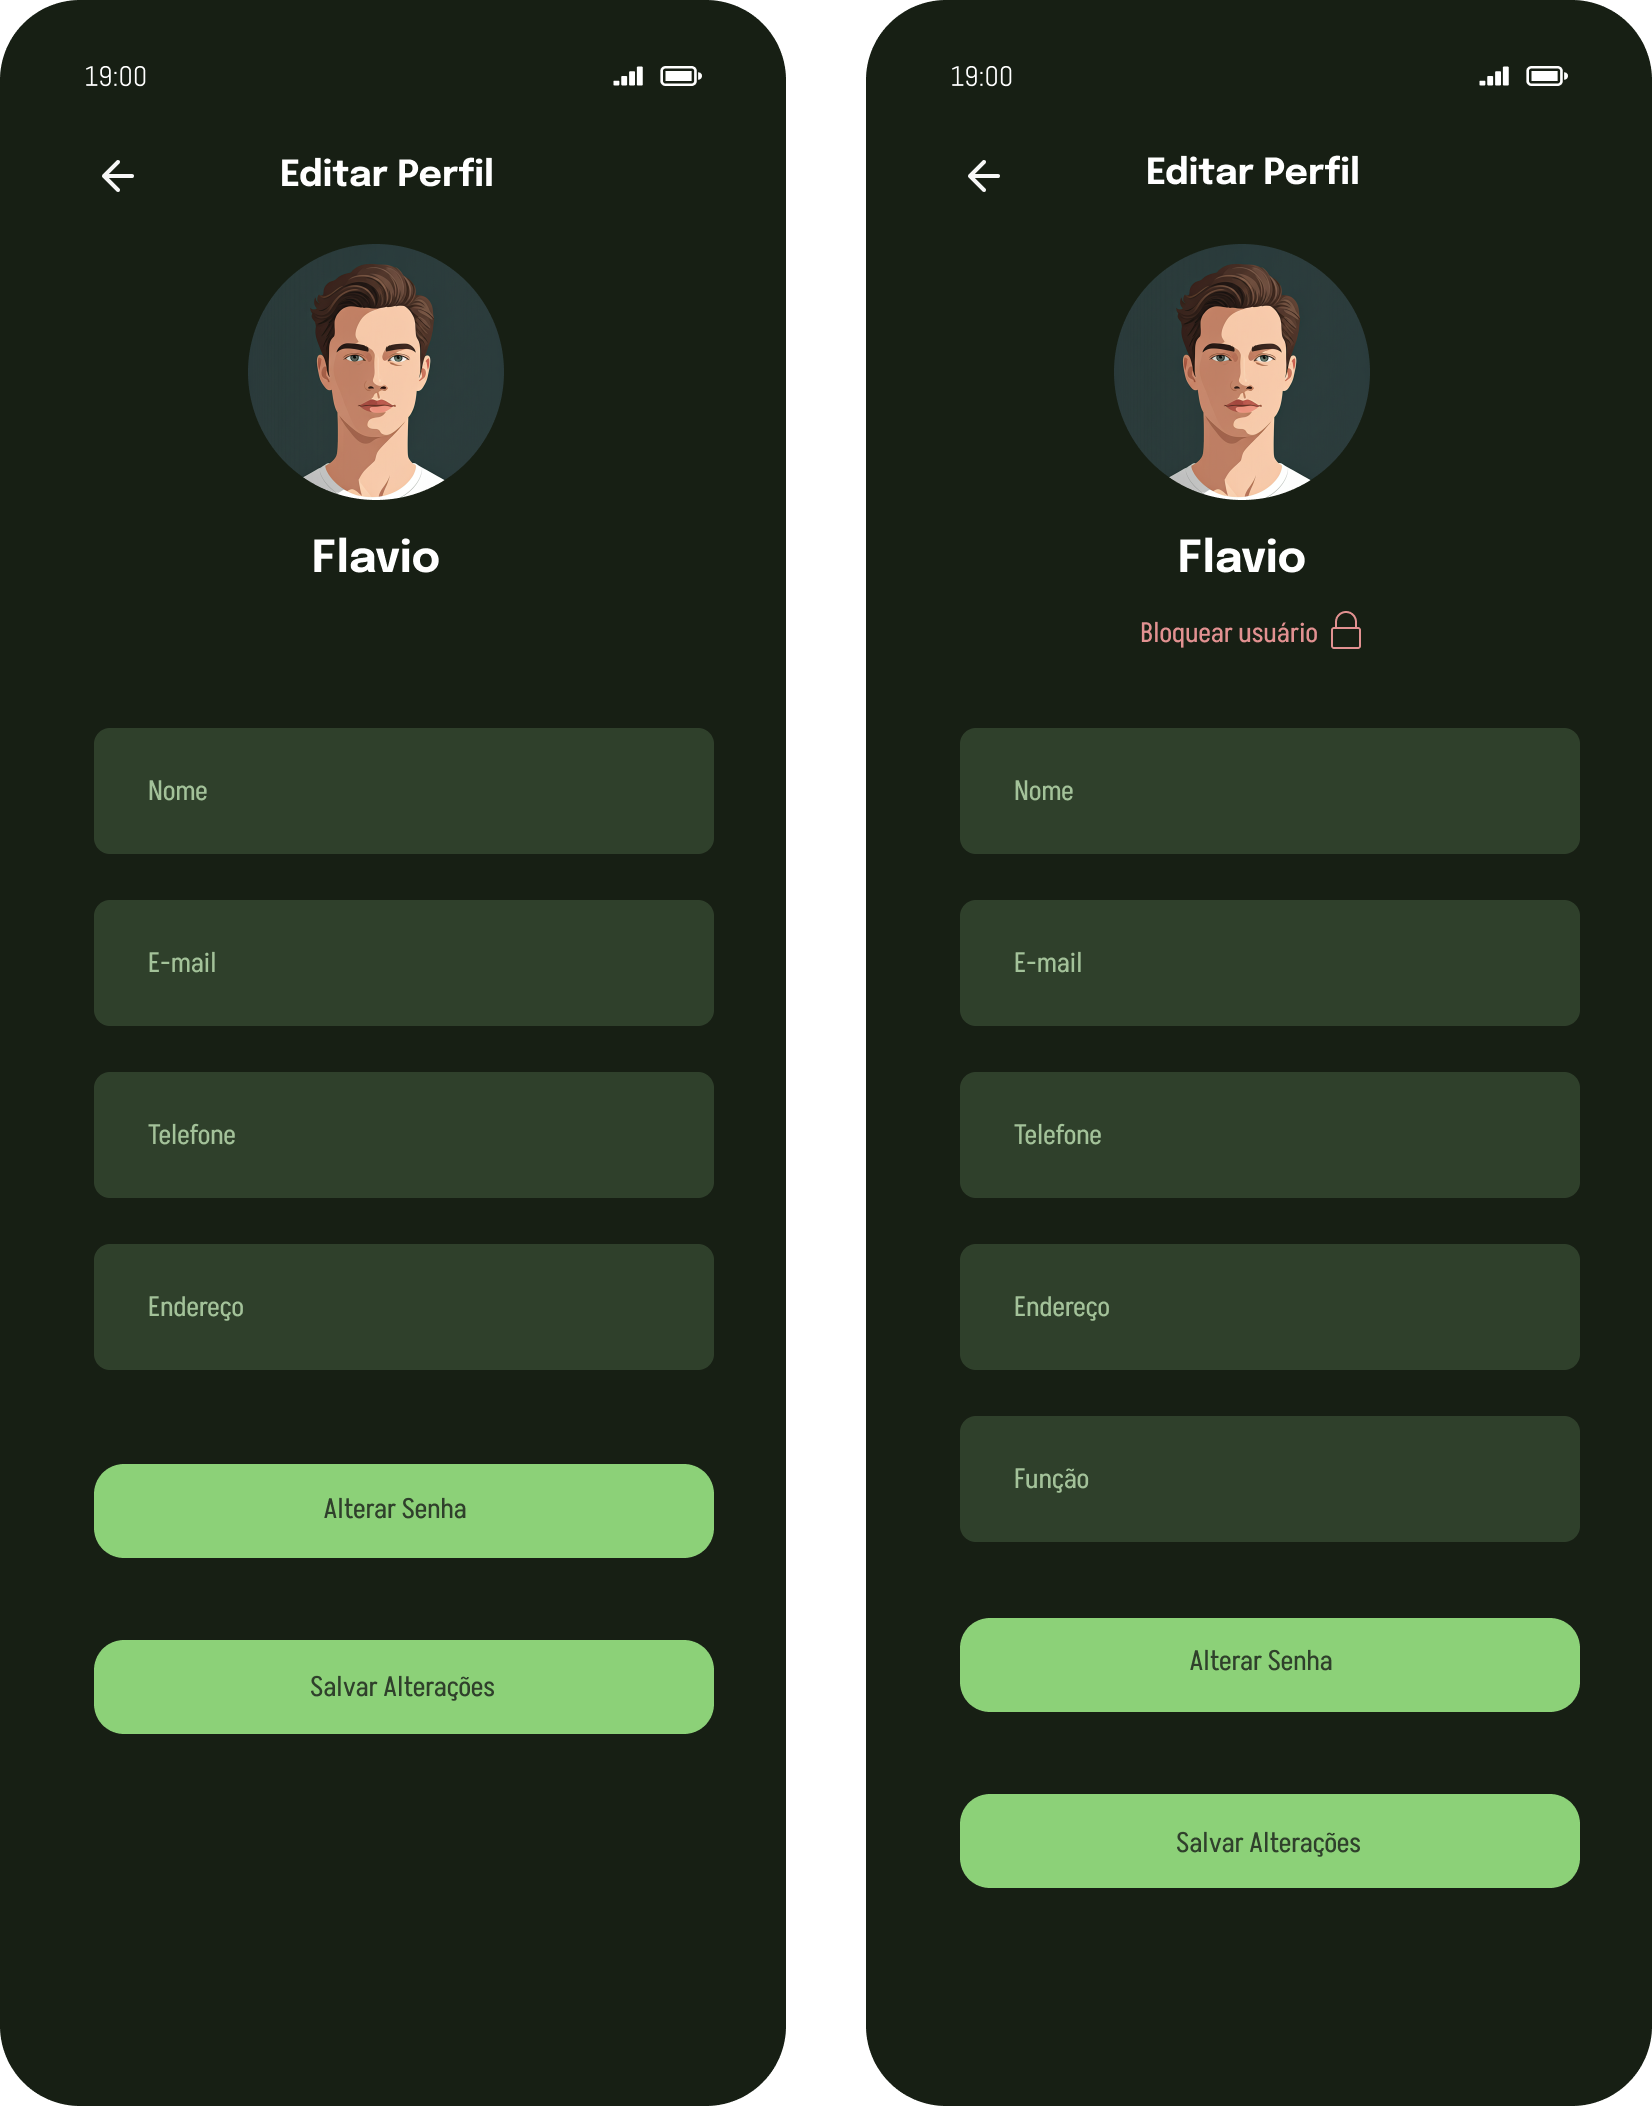 19:00
Editar Perfil
Flavio
Nome
E-mail
Telefone
Endereço
Alterar Senha
Salvar Alterações
19:00
Editar Perfil
Flavio
Bloquear usuário
Nome
E-mail
Telefone
Endereço
Função
Alterar Senha
Salvar Alterações